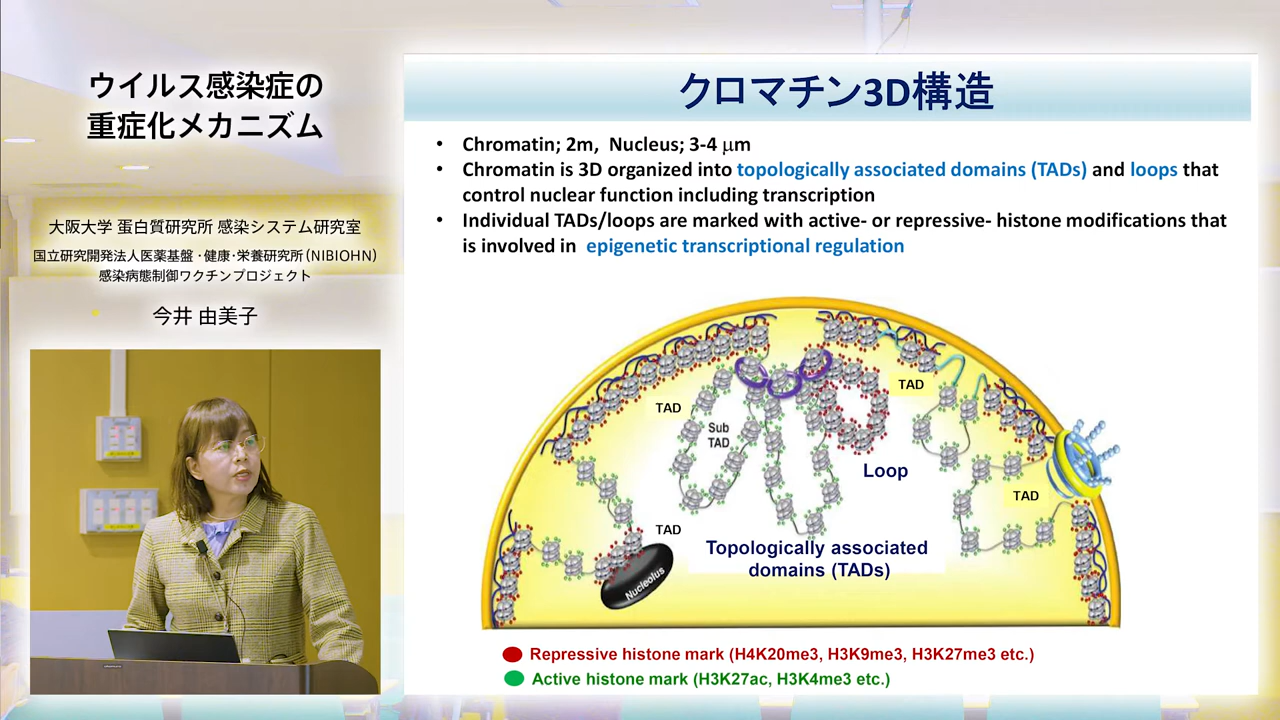 ウイルス感染症の
重症化メカニズム
大阪大学 蛋白質研究所 感染システム研究室
国立研究開発法人医薬基盤・健康・栄養研究所(NIBIOHN)
感染病態制御ワクチンプロジェクト
今井 由美子
クロマチン3D構造
• Chromatin; 2m, Nucleus; 3-4 μm
• Chromatin is 3D organized into topologically associated domains (TADs) and loops that
control nuclear function including transcription
• Individual TADs/loops are marked with active- or repressive- histone modifications that
is involved in epigenetic transcriptional regulation
TAD
TAD
Sub
TAD
Loop
TAD
TAD
Topologically associated
domains (TADs)
Nucleolus
Repressive histone mark (H4K20me3, H3K9me3, H3K27me3 etc.)
Active histone mark (H3K27ac, H3K4me3 etc.)